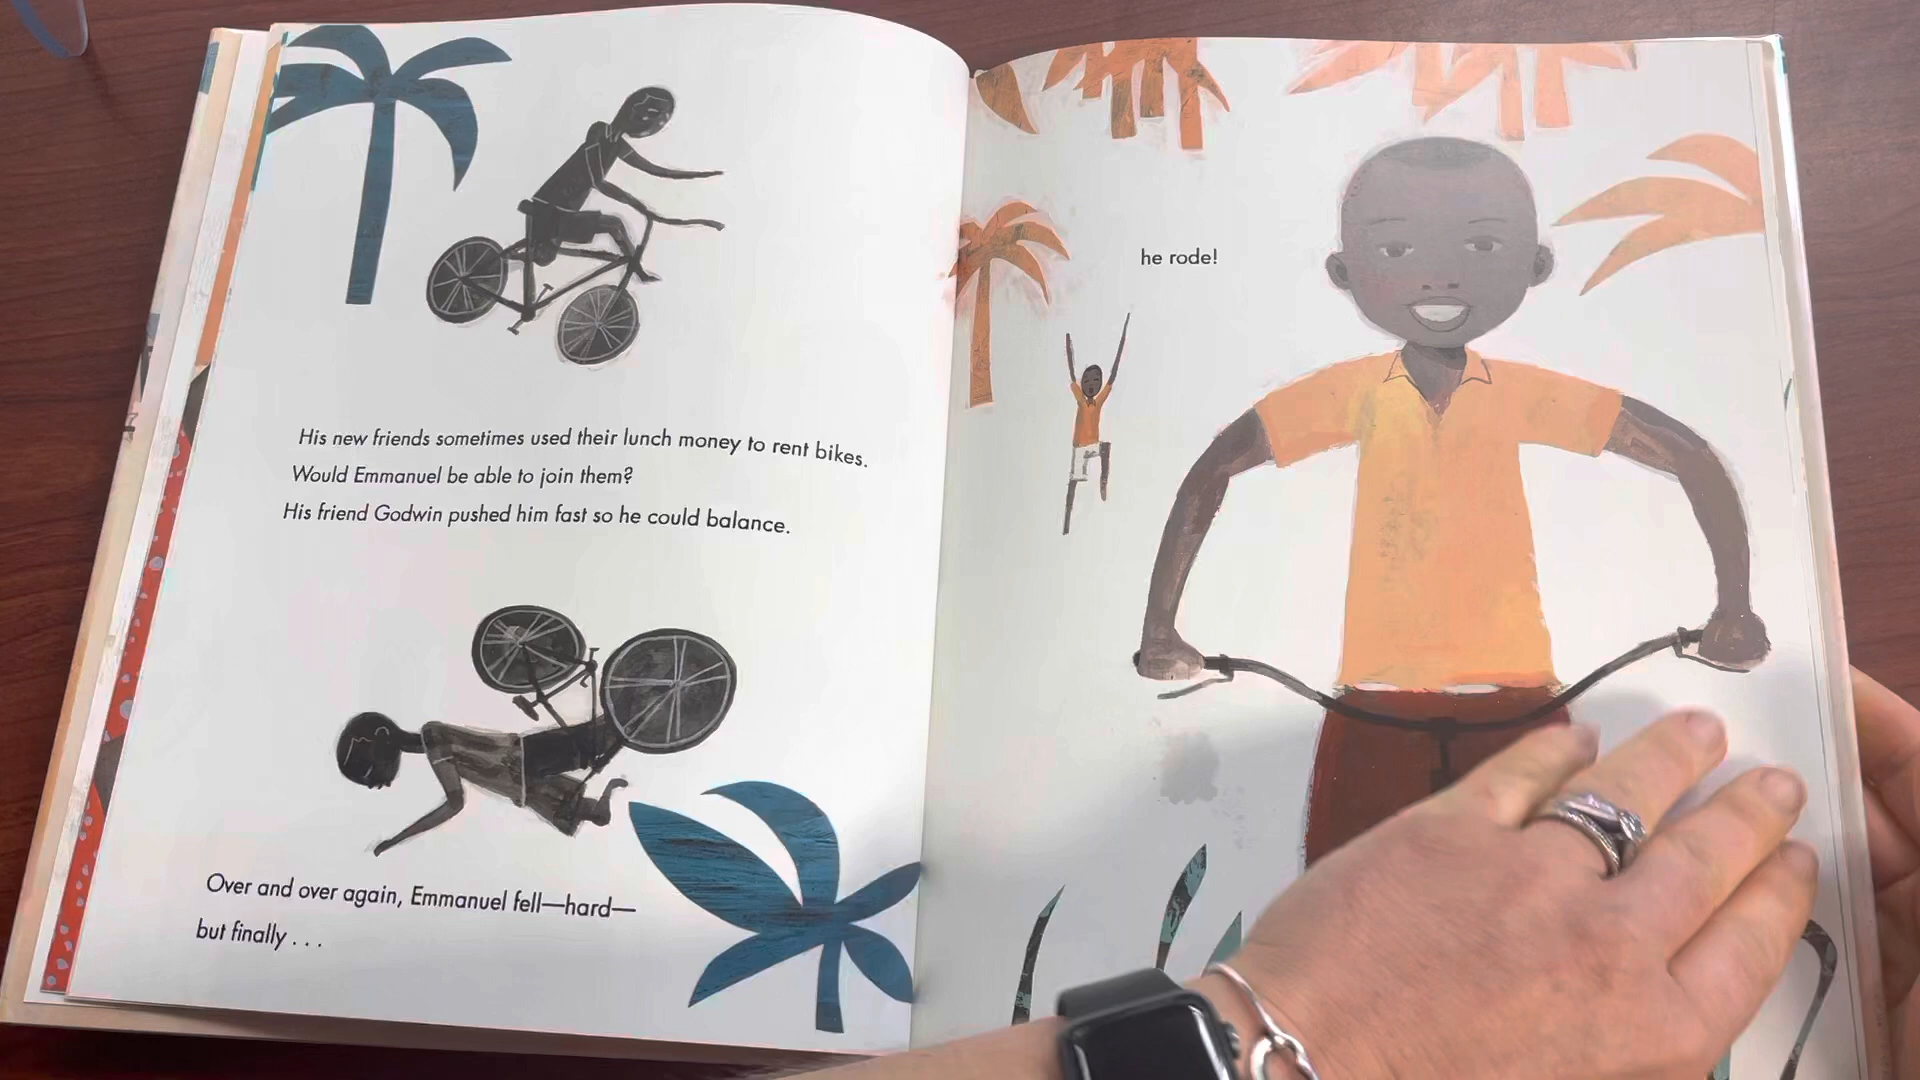 His new friends sometimes used their lunch money to rent bikes.
Would Emmanuel be able to join them?
His friend Godwin pushed him fast so he could balance.
Over and over again, Emmanuel fell—hard—
but finally . . .
he rode!